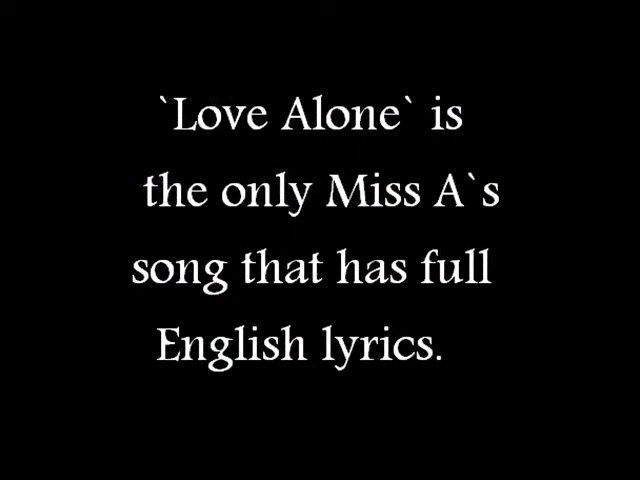 `Love Alone` is
the only Miss A`s
song that has full
English lyrics.